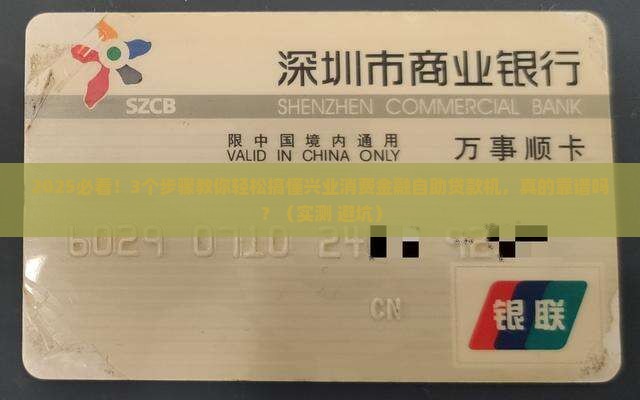 深圳市商业银行
SZCB
SHENZHEN COMMERCIAL BANK
限中国境内通用
VALID IN CHINA ONLY
万事顺卡
2025必看！3个步骤教你轻松搞懂兴业消费金融自助贷款机，真的靠谱吗
？（实测 避坑）
6029 0710 24
CN
银联